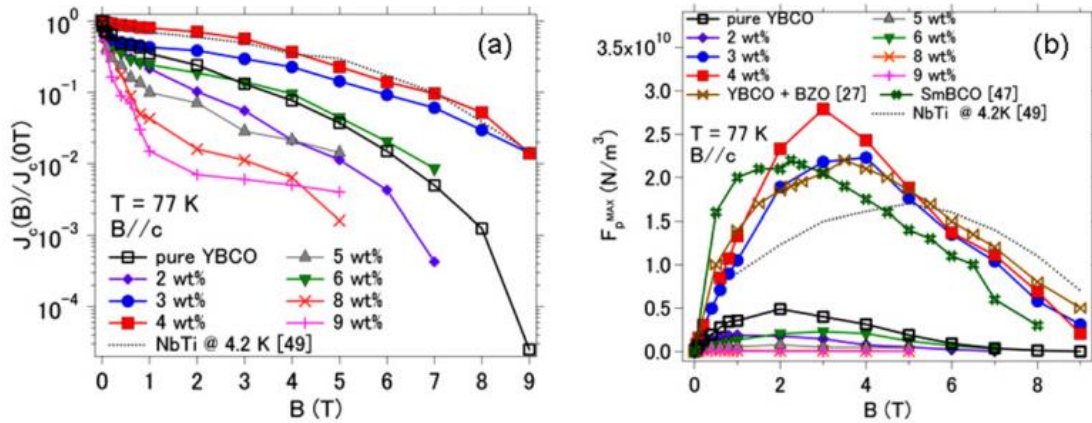 (a)
J_c(B)/J_c(0T)
10^0
10^-1
10^-2
10^-3
10^-4
T = 77 K
B//c
pure YBCO
2 wt%
3 wt%
4 wt%
5 wt%
6 wt%
8 wt%
9 wt%
NbTi @ 4.2 K [49]
0 1 2 3 4 5 6 7 8 9
B (T)
(b)
pure YBCO
2 wt%
3 wt%
4 wt%
5 wt%
6 wt%
8 wt%
9 wt%
YBCO + BZO [27]
SmBCO [47]
NbTi @ 4.2K [49]
T = 77 K
B//c
F_p^MAX (N/m^3)
3.5x10^10
2.5
2.0
1.5
1.0
0.5
0.0
0 2 4 6 8
B (T)